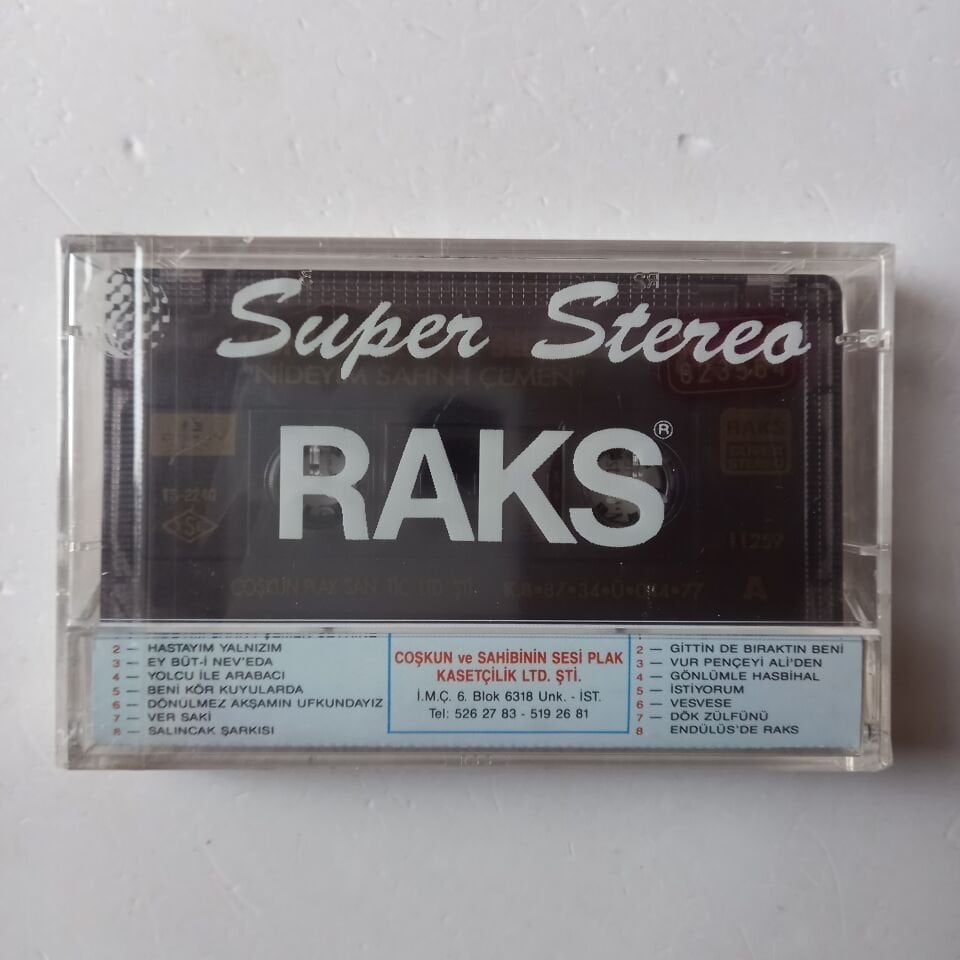 Super Stereo
"NİDEYİM SAHN-I ÇEMEN"
RAKS®
RAKS
SUPER
STEREO
TS-2240
11259
COŞKUN PLAK SAN. TİC. LTD. ŞTİ.
A
2 — HASTAYIM YALNIZIM
3 — EY BÜT-İ NEV'EDA
4 — YOLCU İLE ARABACI
5 — BENİ KÖR KUYULARDA
6 — DÖNÜLMEZ AKŞAMIN UFKUNDAYIZ
7 — VER SAKİ
8 — SALINCAK ŞARKISI
COŞKUN ve SAHİBİNİN SESİ PLAK
KASETÇİLİK LTD. ŞTİ.
İ.M.Ç. 6. Blok 6318 Unk. - İST.
Tel: 526 27 83 - 519 26 81
2 — GİTTİN DE BIRAKTIN BENİ
3 — VUR PENÇEYİ ALİ'DEN
4 — GÖNLÜMLE HASBİHAL
5 — İSTİYORUM
6 — VESVESE
7 — DÖK ZÜLFÜNÜ
8 ENDÜLÜS'DE RAKS